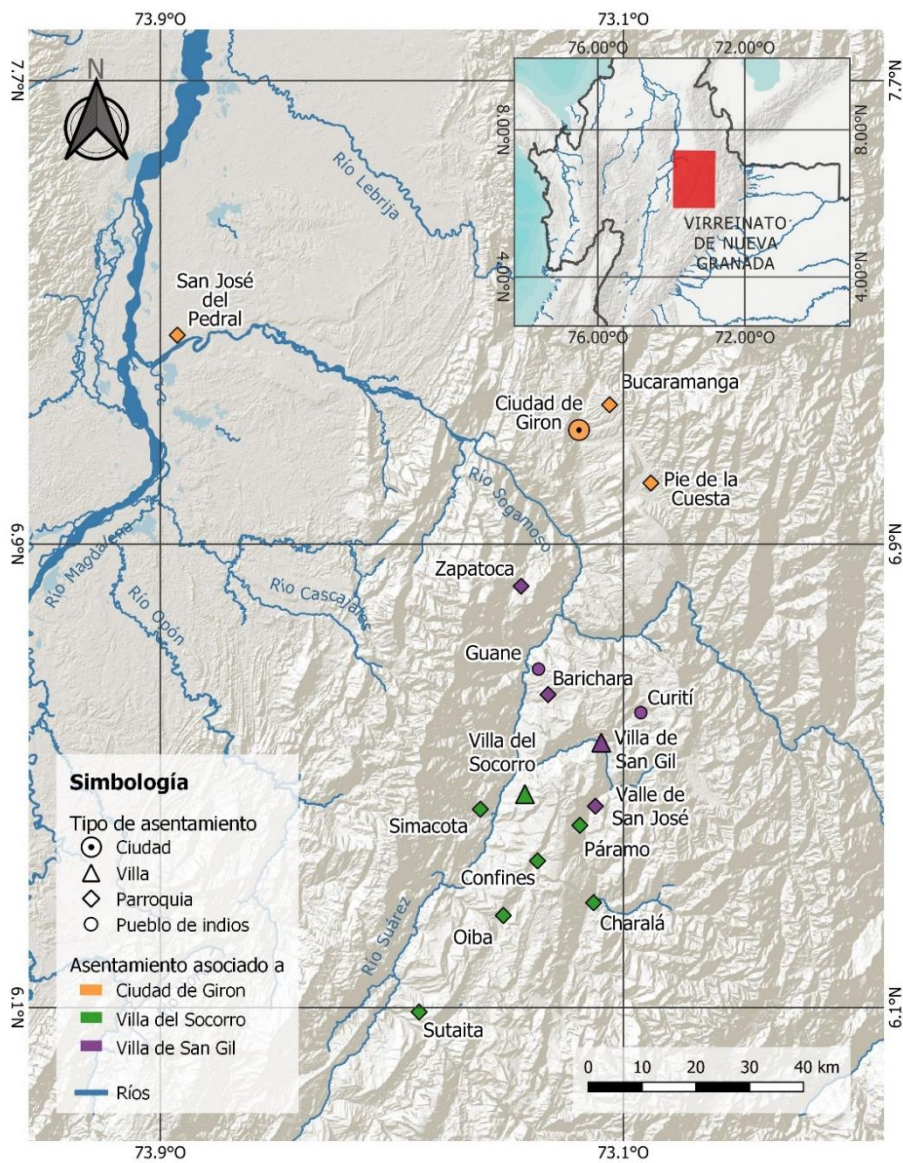 73.9°O
73.1°O
7.7°N
7.7°N
N
76.00°O
72.00°O
8.00°N
8.00°N
VIRREINATO
DE NUEVA
GRANADA
4.00°N
4.00°N
76.00°O
72.00°O
Río Lebrija
San José
del
Pedral
Bucaramanga
Ciudad de
Giron
Pie de la
Cuesta
Río Sogamoso
6.9°N
6.9°N
Río Magdalena
Río Opón
Río Cascajales
Zapatoca
Guane
Barichara
Curití
Villa del
Socorro
Villa de
San Gil
Simacota
Valle de
San José
Páramo
Confines
Charalá
Oiba
Río Suárez
Sutaita
6.1°N
6.1°N
Simbología
Tipo de asentamiento
Ciudad
Villa
Parroquia
Pueblo de indios
Asentamiento asociado a
Ciudad de Giron
Villa del Socorro
Villa de San Gil
Ríos
0 10 20 30 40 km
73.9°O
73.1°O